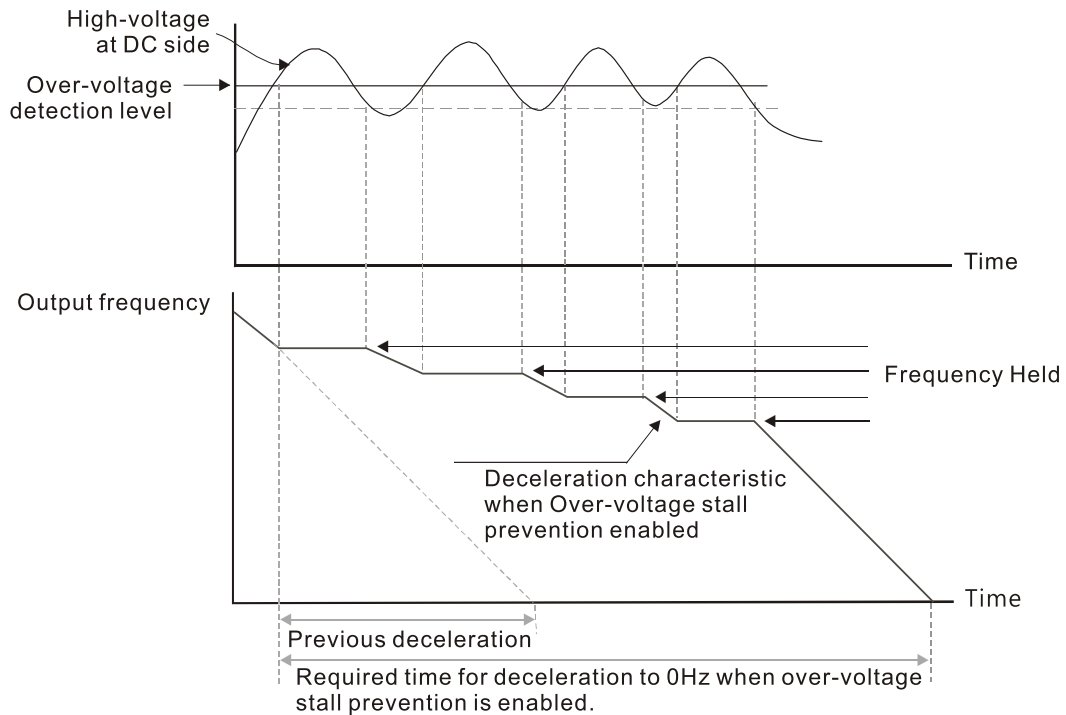 High-voltage
at DC side
Over-voltage
detection level
Time
Output frequency
Frequency Held
Deceleration characteristic
when Over-voltage stall
prevention enabled
Time
Previous deceleration
Required time for deceleration to 0Hz when over-voltage
stall prevention is enabled.